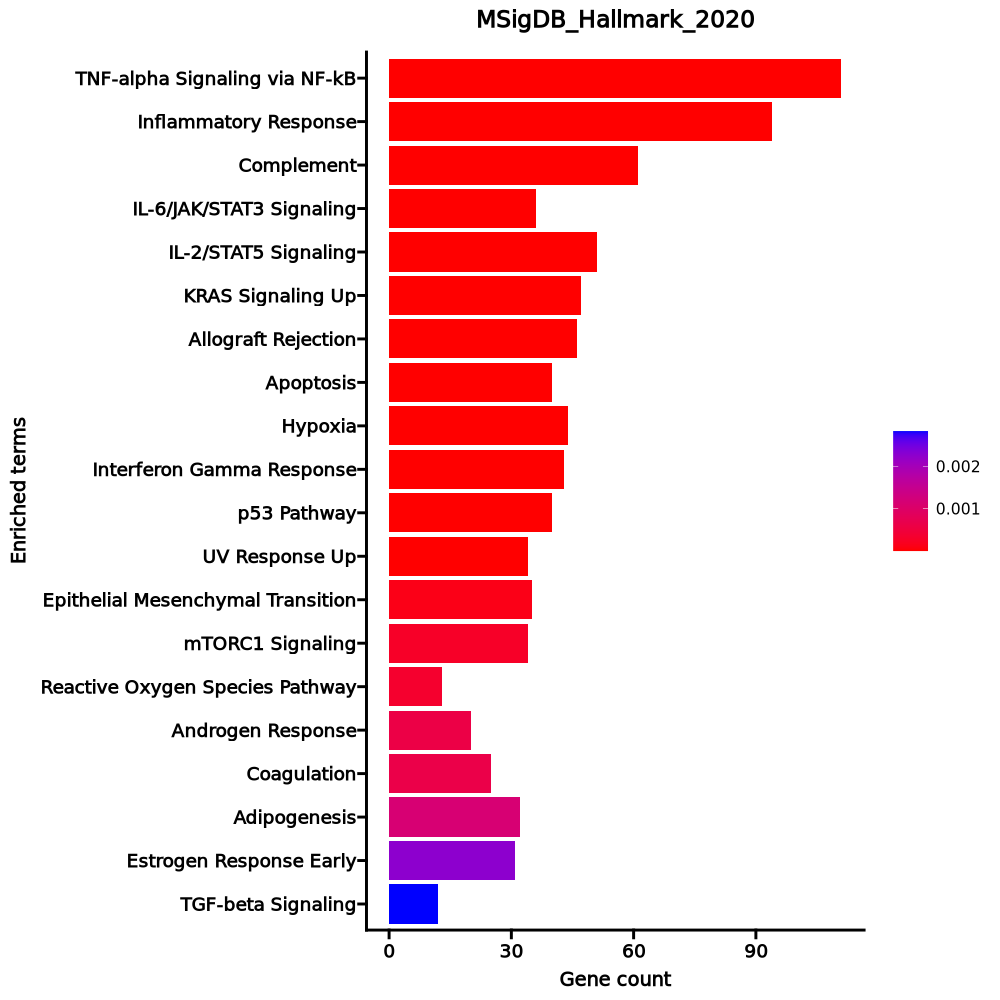 MSigDB_Hallmark_2020
TNF-alpha Signaling via NF-kB
Inflammatory Response
Complement
IL-6/JAK/STAT3 Signaling
IL-2/STAT5 Signaling
KRAS Signaling Up
Allograft Rejection
Apoptosis
Hypoxia
Interferon Gamma Response
p53 Pathway
UV Response Up
Epithelial Mesenchymal Transition
mTORC1 Signaling
Reactive Oxygen Species Pathway
Androgen Response
Coagulation
Adipogenesis
Estrogen Response Early
TGF-beta Signaling
Enriched terms
0 30 60 90
Gene count
0.002
0.001